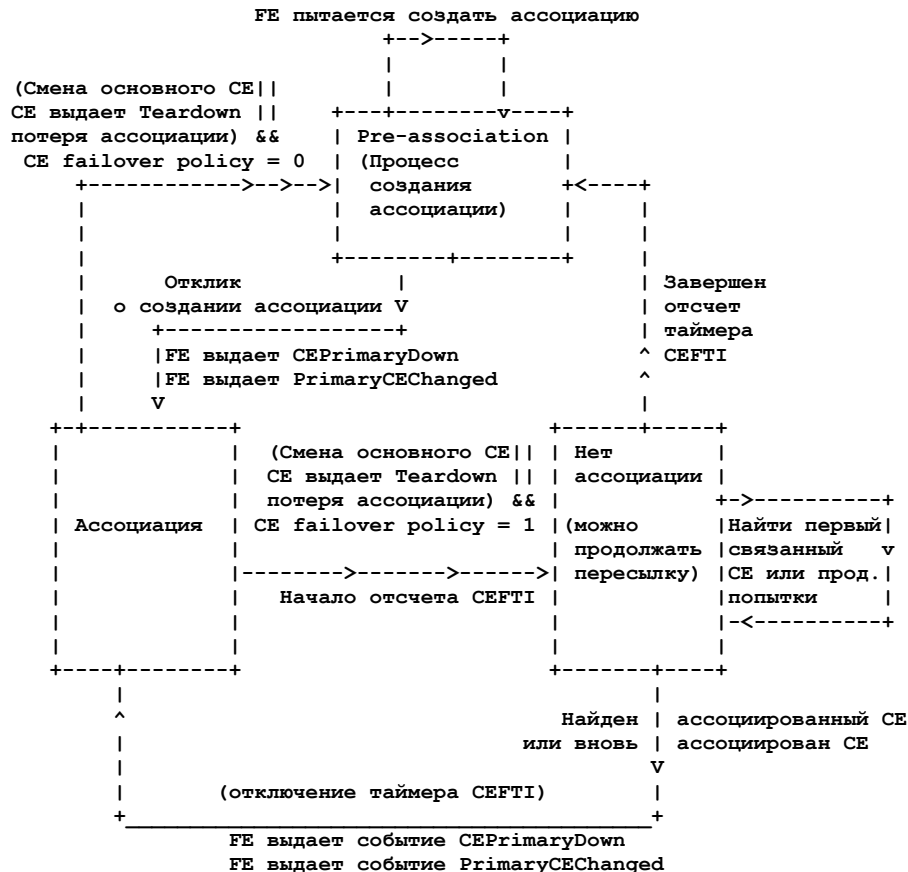 FE пытается создать ассоциацию
(Смена основного CE||
CE выдает Teardown ||
потеря ассоциации) &&
CE failover policy = 0
Pre-association
(Процесс
создания
ассоциации)
Отклик
о создании ассоциации
FE выдает CEPrimaryDown
FE выдает PrimaryCEChanged
Завершен
отсчет
таймера
CEFTI
Ассоциация
(Смена основного CE||
CE выдает Teardown ||
потеря ассоциации) &&
CE failover policy = 1
Начало отсчета CEFTI
Нет
ассоциации
(можно
продолжать
пересылку)
Найти первый
связанный
CE или прод.
попытки
Найден | ассоциированный CE
или вновь | ассоциирован CE
(отключение таймера CEFTI)
FE выдает событие CEPrimaryDown
FE выдает событие PrimaryCEChanged